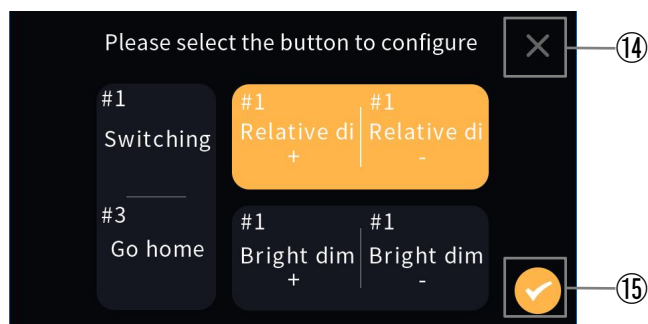 Please select the button to configure
⑭
#1
Switching
#3
Go home
#1 #1
Relative di Relative di
+ -
#1 #1
Bright dim Bright dim
+ -
⑮